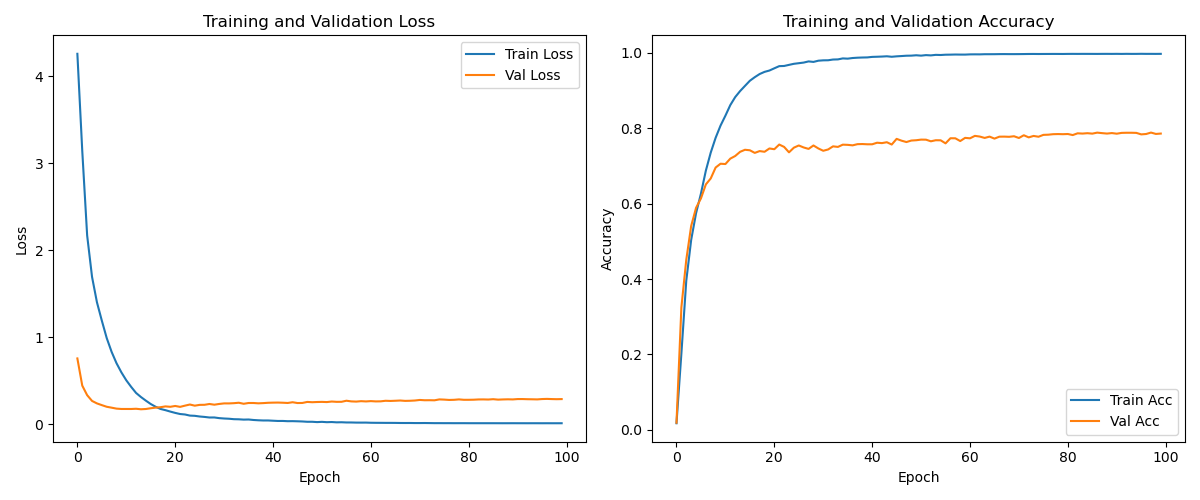 Training and Validation Loss
Train Loss
Val Loss
Loss
4
3
2
1
0
0 20 40 60 80 100
Epoch
Training and Validation Accuracy
Accuracy
1.0
0.8
0.6
0.4
0.2
0.0
Train Acc
Val Acc
0 20 40 60 80 100
Epoch